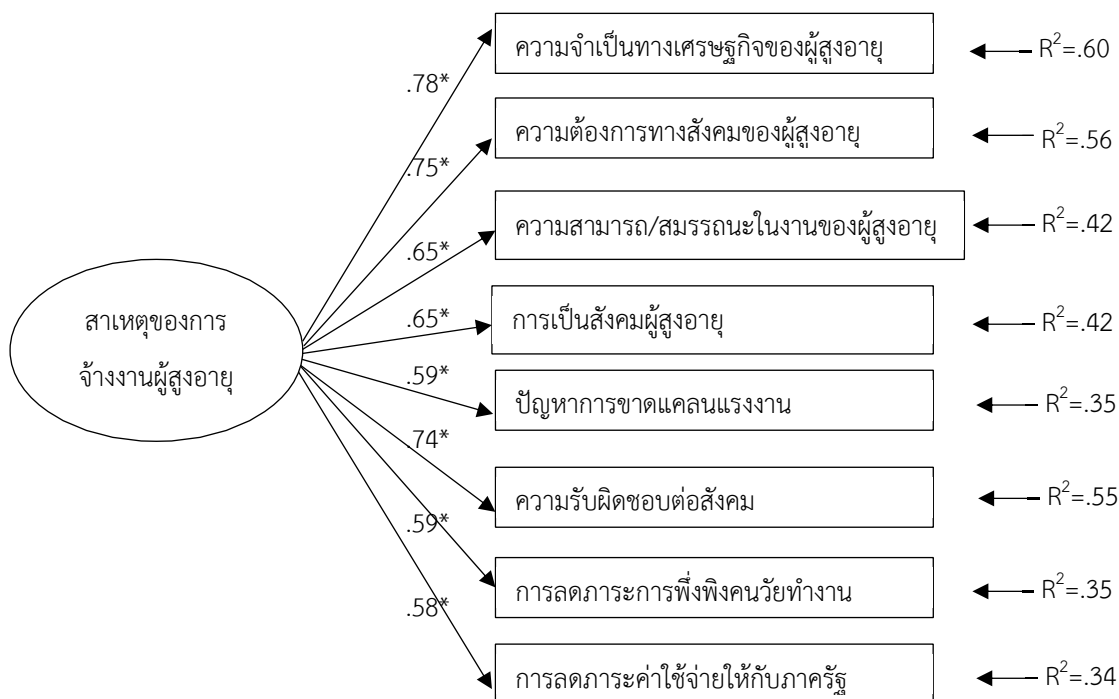 ความจำเป็นทางเศรษฐกิจของผู้สูงอายุ
R²=.60
.78*
ความต้องการทางสังคมของผู้สูงอายุ
R²=.56
.75*
ความสามารถ/สมรรถนะในงานของผู้สูงอายุ
R²=.42
.65*
สาเหตุของการ
จ้างงานผู้สูงอายุ
การเป็นสังคมผู้สูงอายุ
R²=.42
.65*
ปัญหาการขาดแคลนแรงงาน
R²=.35
.59*
ความรับผิดชอบต่อสังคม
R²=.55
.74*
การลดภาระการพึ่งพิงคนวัยทำงาน
R²=.35
.59*
การลดภาระค่าใช้จ่ายให้กับภาครัฐ
R²=.34
.58*